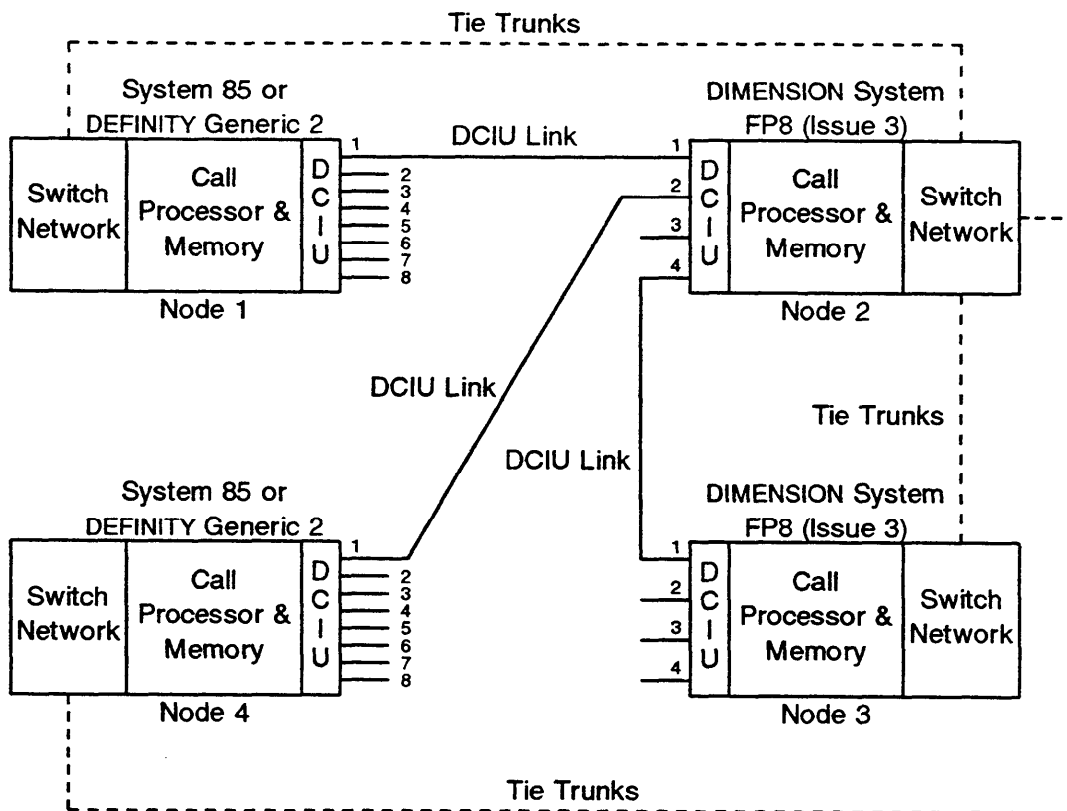 Tie Trunks
System 85 or
DEFINITY Generic 2
DIMENSION System
FP8 (Issue 3)
DCIU Link
Switch
Network
Call
Processor &
Memory
D
C
I
U
1
2
3
4
5
6
7
8
Node 1
1
2
3
4
D
C
I
U
Call
Processor &
Memory
Switch
Network
Node 2
DCIU Link
Tie Trunks
DCIU Link
System 85 or
DEFINITY Generic 2
DIMENSION System
FP8 (Issue 3)
Switch
Network
Call
Processor &
Memory
D
C
I
U
1
2
3
4
5
6
7
8
Node 4
1
2
3
4
D
C
I
U
Call
Processor &
Memory
Switch
Network
Node 3
Tie Trunks